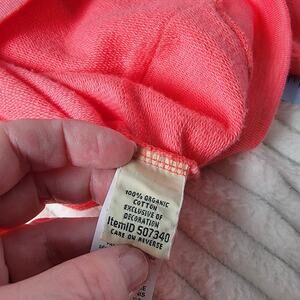 100% ORGANIC
COTTON
EXCLUSIVE OF
DECORATION
ItemID 507340
CARE ON REVERSE